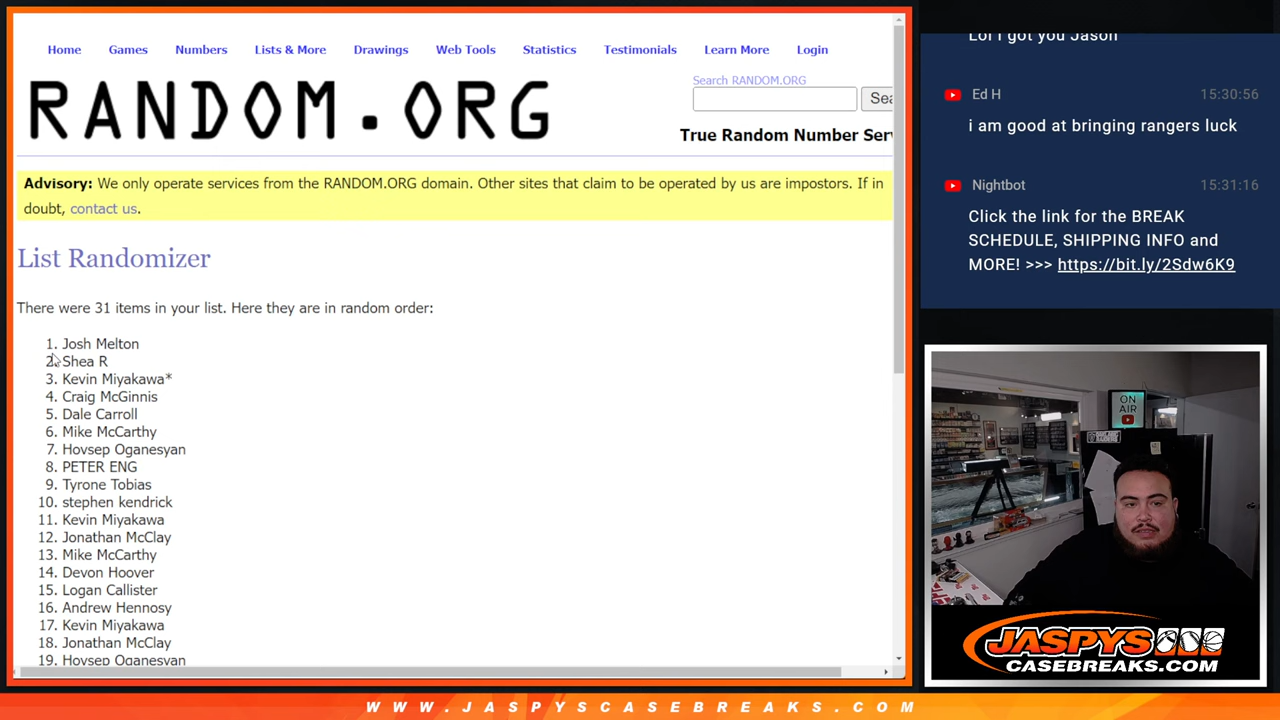 Home Games Numbers Lists & More Drawings Web Tools Statistics Testimonials Learn More Login
RANDOM.ORG
Search RANDOM.ORG
True Random Number Ser
Advisory: We only operate services from the RANDOM.ORG domain. Other sites that claim to be operated by us are impostors. If in
doubt, contact us.
List Randomizer
There were 31 items in your list. Here they are in random order:
1. Josh Melton
2. Shea R
3. Kevin Miyakawa*
4. Craig McGinnis
5. Dale Carroll
6. Mike McCarthy
7. Hovsep Oganesyan
8. PETER ENG
9. Tyrone Tobias
10. stephen kendrick
11. Kevin Miyakawa
12. Jonathan McClay
13. Mike McCarthy
14. Devon Hoover
15. Logan Callister
16. Andrew Hennosy
17. Kevin Miyakawa
18. Jonathan McClay
19. Hovsep Oganesyan
Lol I got you Jason
Ed H 15:30:56
i am good at bringing rangers luck
Nightbot 15:31:16
Click the link for the BREAK
SCHEDULE, SHIPPING INFO and
MORE! >>> https://bit.ly/2Sdw6K9
ON
AIR
JASPYS
CASEBREAKS.COM
WWW.JASPYSCASEBREAKS.COM